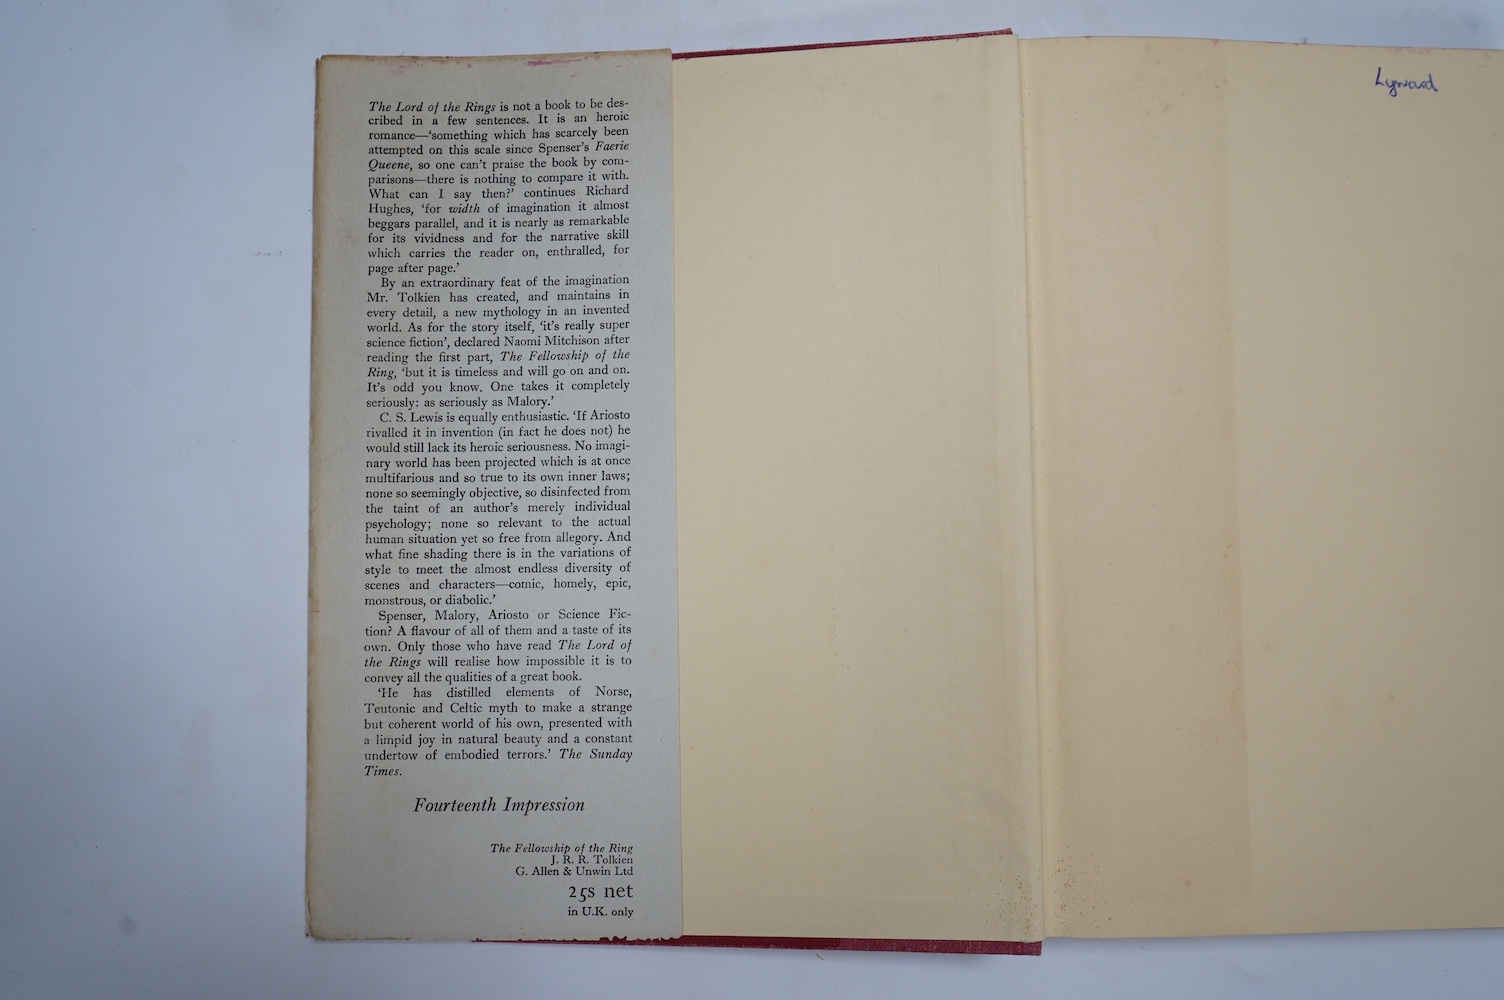 The Lord of the Rings is not a book to be des-
cribed in a few sentences. It is an heroic
romance—‘something which has scarcely been
attempted on this scale since Spenser’s Faerie
Queene, so one can’t praise the book by com-
parisons—there is nothing to compare it with.
What can I say then?’ continues Richard
Hughes, ‘for width of imagination it almost
beggars parallel, and it is nearly as remarkable
for its vividness and for the narrative skill
which carries the reader on, enthralled, for
page after page.’
By an extraordinary feat of the imagination
Mr. Tolkien has created, and maintains in
every detail, a new mythology in an invented
world. As for the story itself, ‘it’s really super
science fiction’, declared Naomi Mitchison after
reading the first part, The Fellowship of the
Ring, ‘but it is timeless and will go on and on.
It’s odd you know. One takes it completely
seriously: as seriously as Malory.’
C. S. Lewis is equally enthusiastic. ‘If Ariosto
rivalled it in invention (in fact he does not) he
would still lack its heroic seriousness. No imagi-
nary world has been projected which is at once
multifarious and so true to its own inner laws;
none so seemingly objective, so disinfected from
the taint of an author’s merely individual
psychology; none so relevant to the actual
human situation yet so free from allegory. And
what fine shading there is in the variations of
style to meet the almost endless diversity of
scenes and characters—comic, homely, epic,
monstrous, or diabolic.’
Spenser, Malory, Ariosto or Science Fic-
tion? A flavour of all of them and a taste of its
own. Only those who have read The Lord of
the Rings will realise how impossible it is to
convey all the qualities of a great book.
‘He has distilled elements of Norse,
Teutonic and Celtic myth to make a strange
but coherent world of his own, presented with
a limpid joy in natural beauty and a constant
undertow of embodied terrors.’ The Sunday
Times.
Fourteenth Impression
The Fellowship of the Ring
J. R. R. Tolkien
G. Allen & Unwin Ltd
25s net
in U.K. only